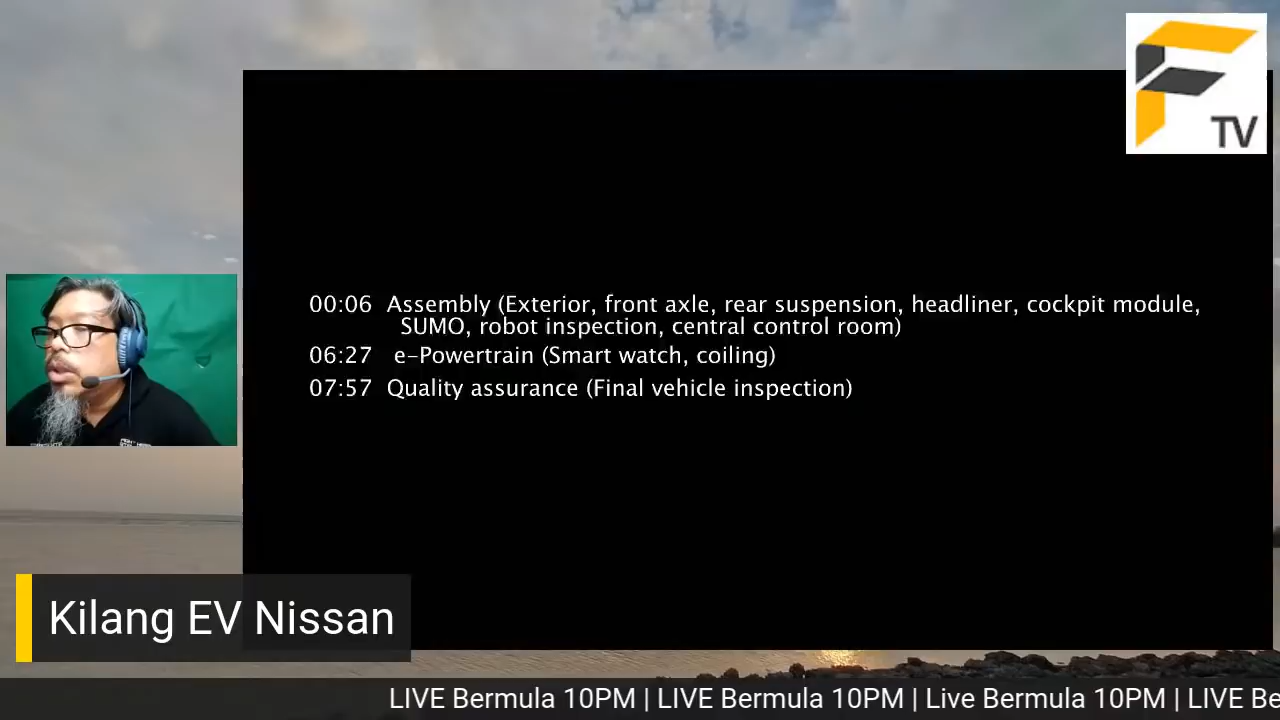 TV
00:06 Assembly (Exterior, front axle, rear suspension, headliner, cockpit module,
SUMO, robot inspection, central control room)
06:27 e-Powertrain (Smart watch, coiling)
07:57 Quality assurance (Final vehicle inspection)
Kilang EV Nissan
LIVE Bermula 10PM | LIVE Bermula 10PM | Live Bermula 10PM | LIVE Be